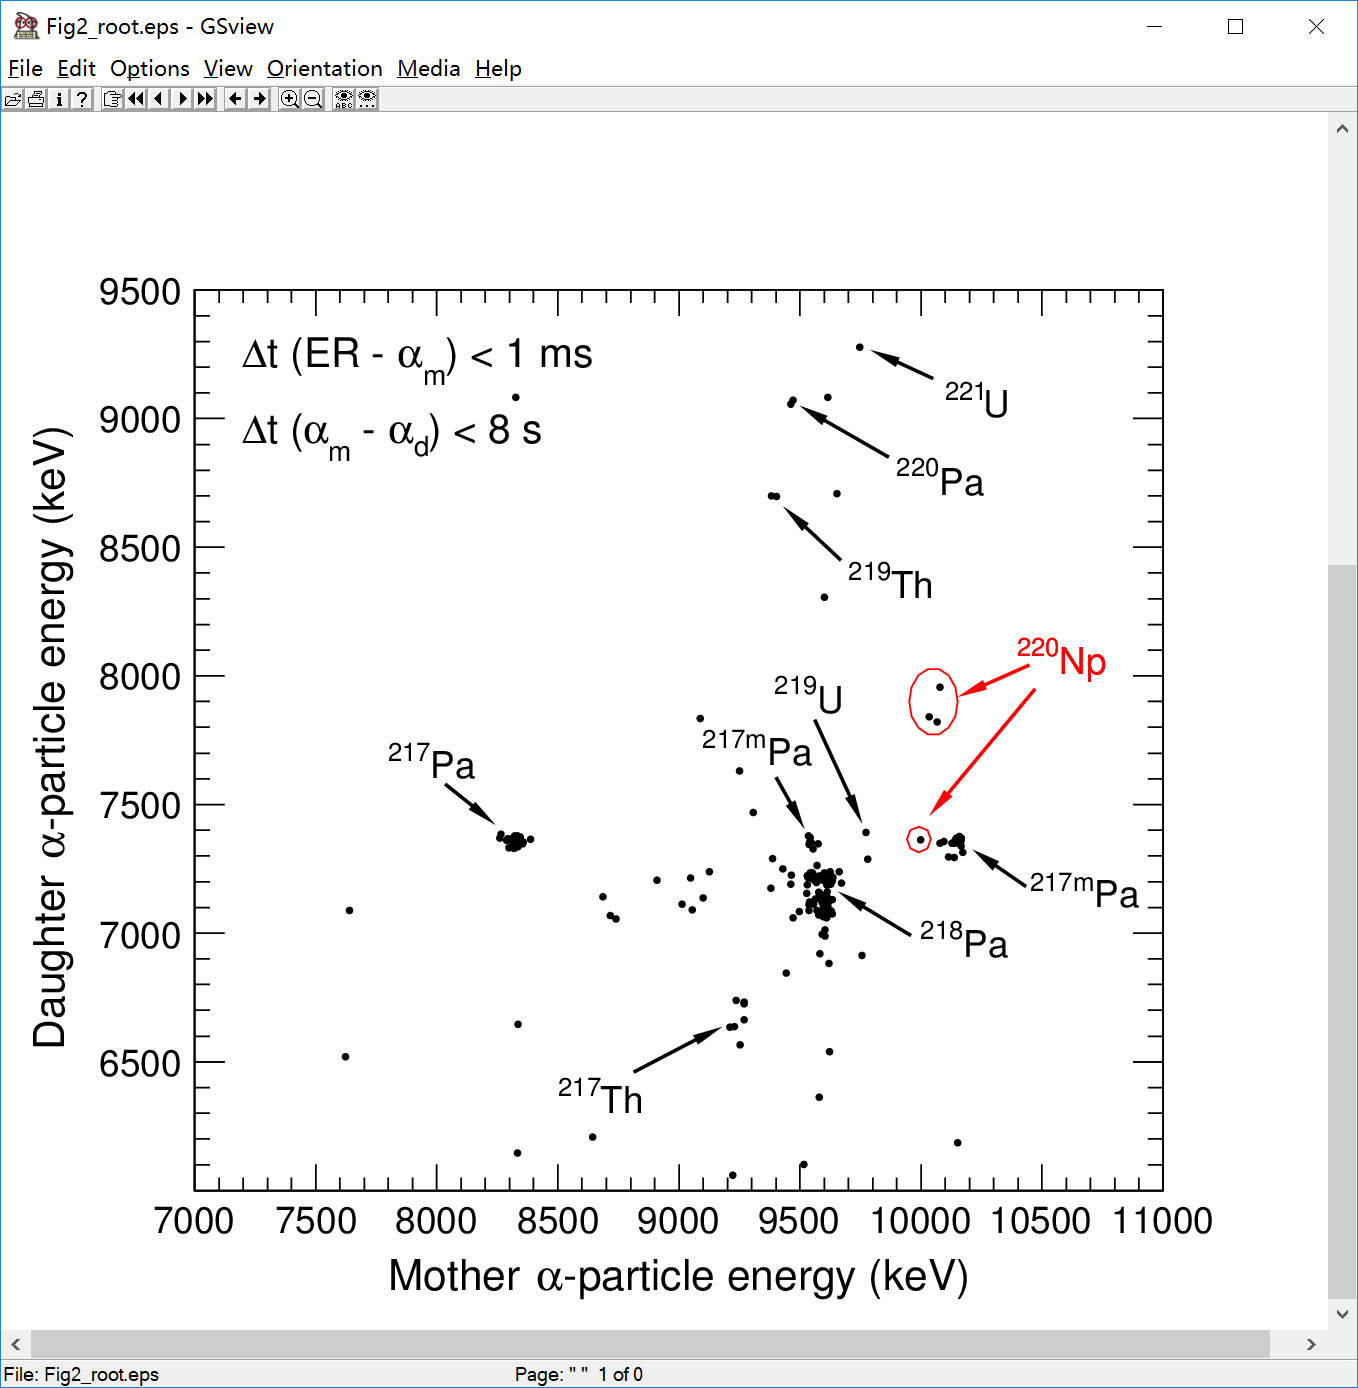 Fig2_root.eps - GSview
File Edit Options View Orientation Media Help
9500
Δt (ER - αm) < 1 ms
221U
9000
Δt (αm - αd) < 8 s
220Pa
8500
219Th
220Np
8000
219U
217mPa
217Pa
7500
217mPa
7000
218Pa
6500
217Th
Daughter α-particle energy (keV)
7000 7500 8000 8500 9000 9500 10000 10500 11000
Mother α-particle energy (keV)
File: Fig2_root.eps Page: " " 1 of 0